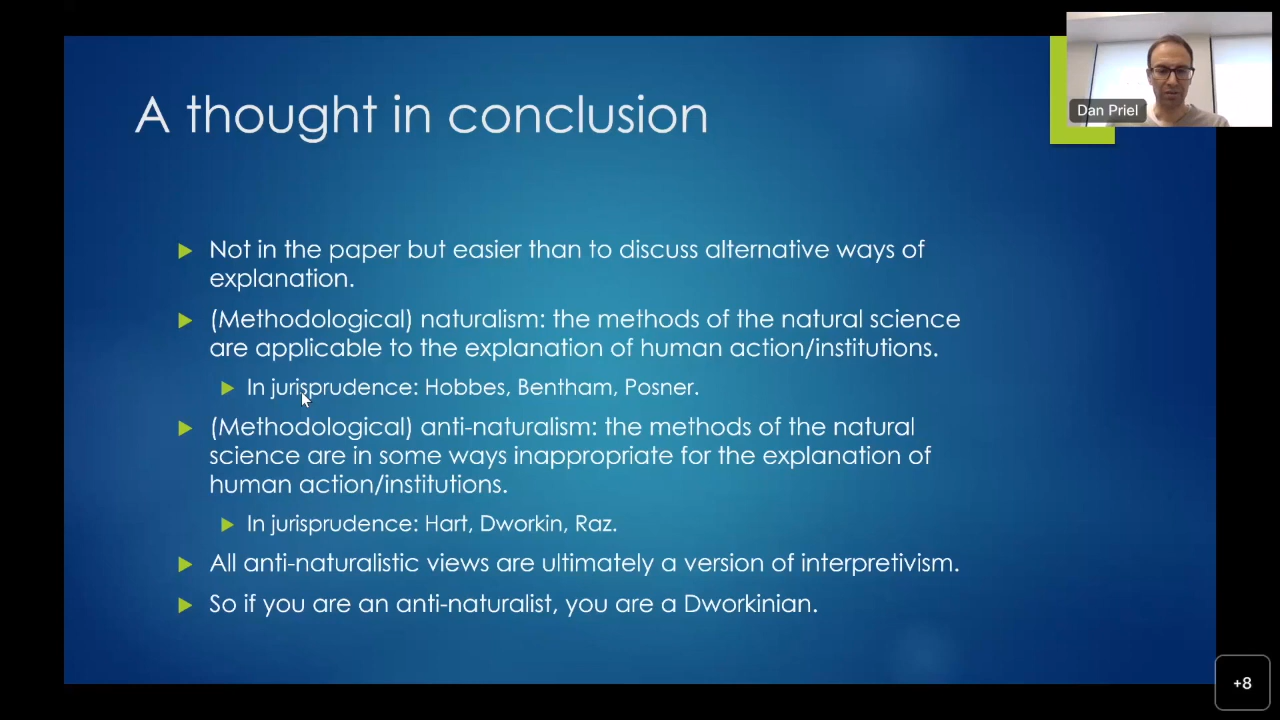 A thought in conclusion
Dan Priel
Not in the paper but easier than to discuss alternative ways of
explanation.
(Methodological) naturalism: the methods of the natural science
are applicable to the explanation of human action/institutions.
In jurisprudence: Hobbes, Bentham, Posner.
(Methodological) anti-naturalism: the methods of the natural
science are in some ways inappropriate for the explanation of
human action/institutions.
In jurisprudence: Hart, Dworkin, Raz.
All anti-naturalistic views are ultimately a version of interpretivism.
So if you are an anti-naturalist, you are a Dworkinian.
+8